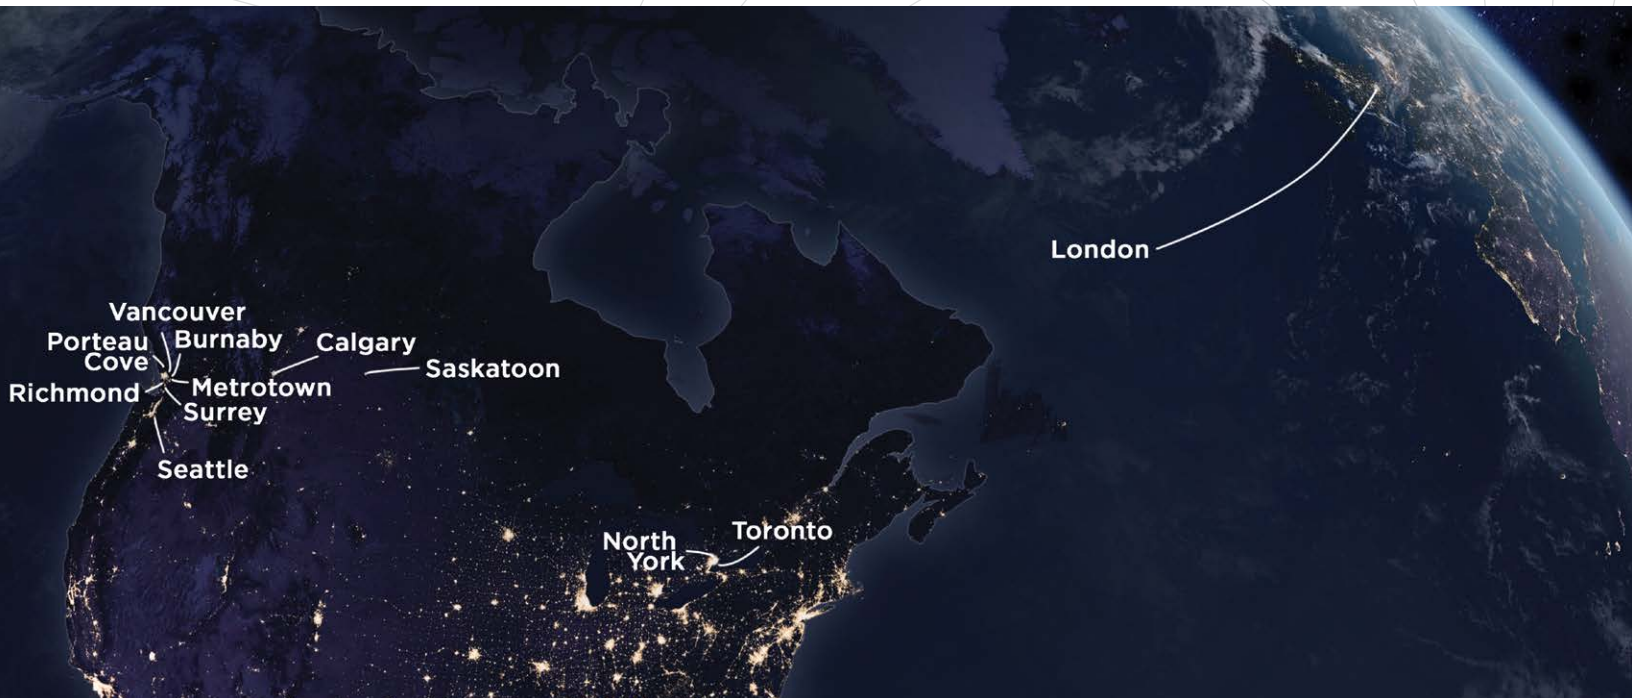 London
Vancouver
Porteau
Cove
Burnaby
Calgary
Saskatoon
Richmond
Metrotown
Surrey
Seattle
North
York
Toronto